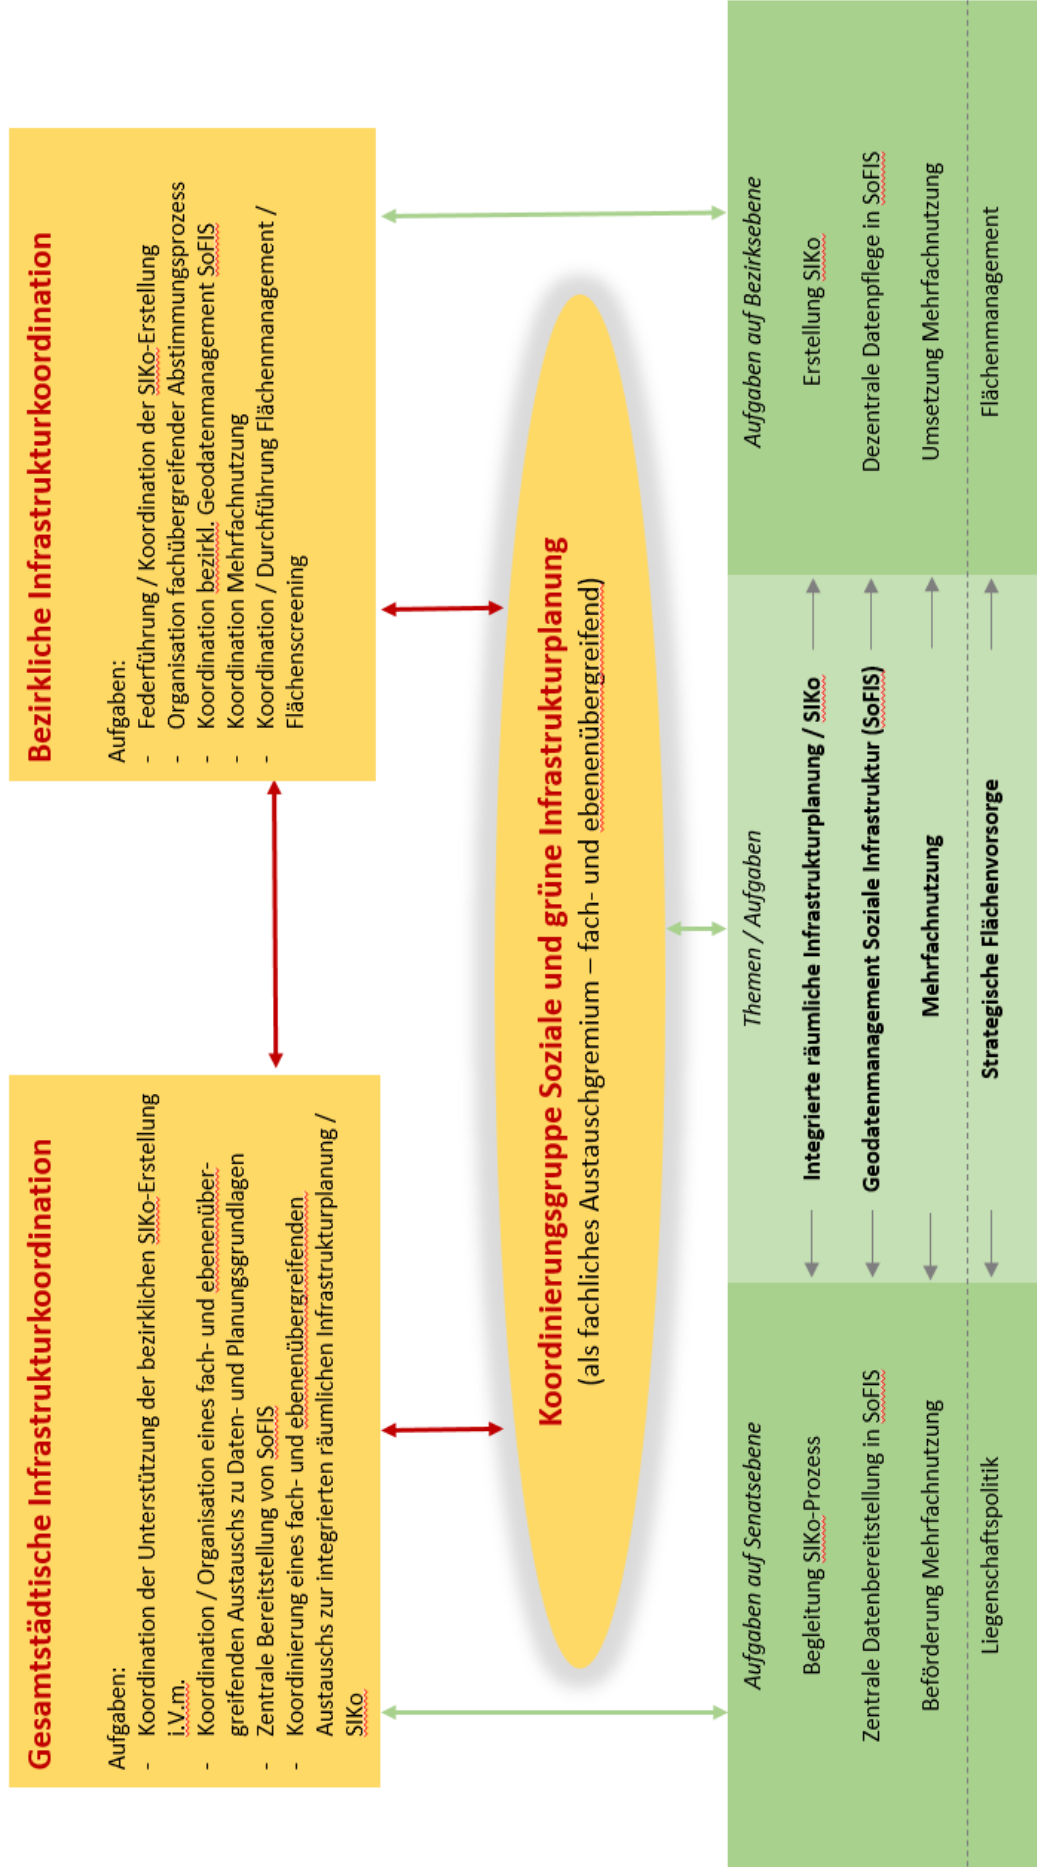 Gesamtstädtische Infrastrukturkoordination
Aufgaben:
- Koordination der Unterstützung der bezirklichen SIKo-Erstellung
i.V.m.
- Koordination / Organisation eines fach- und ebenenüber-
greifenden Austauschs zu Daten- und Planungsgrundlagen
- Zentrale Bereitstellung von SoFIS
- Koordinierung eines fach- und ebenenübergreifenden
Austauschs zur integrierten räumlichen Infrastrukturplanung /
SIKo
Bezirkliche Infrastrukturkoordination
Aufgaben:
- Federführung / Koordination der SIKo-Erstellung
- Organisation fachübergreifender Abstimmungsprozess
- Koordination bezirkl. Geodatenmanagement SoFIS
- Koordination Mehrfachnutzung
- Koordination / Durchführung Flächenmanagement /
Flächenscreening
Koordinierungsgruppe Soziale und grüne Infrastrukturplanung
(als fachliches Austauschgremium – fach- und ebenenübergreifend)
Aufgaben auf Senatsebene
Themen / Aufgaben
Aufgaben auf Bezirksebene
Begleitung SIKo-Prozess
Integrierte räumliche Infrastrukturplanung / SIKo
Erstellung SIKo
Zentrale Datenbereitstellung in SoFIS
Geodatenmanagement Soziale Infrastruktur (SoFIS)
Dezentrale Datenpflege in SoFIS
Beförderung Mehrfachnutzung
Mehrfachnutzung
Umsetzung Mehrfachnutzung
Liegenschaftspolitik
Strategische Flächenvorsorge
Flächenmanagement